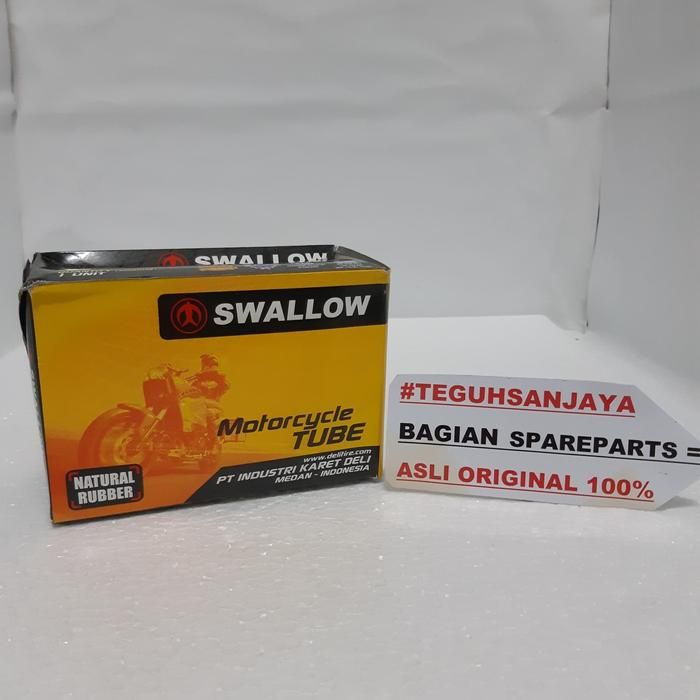 SWALLOW
1 UNIT
SWALLOW
Motorcycle
TUBE
www.delitire.com
PT INDUSTRI KARET DELI
MEDAN - INDONESIA
NATURAL
RUBBER
#TEGUHSANJAYA
BAGIAN SPAREPARTS =
ASLI ORIGINAL 100%